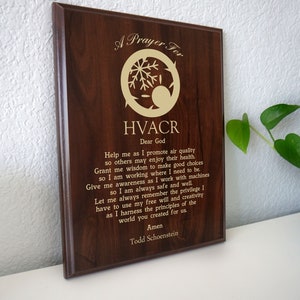 A Prayer For
HVACR
Dear God
Help me as I promote air quality
so others may enjoy their health.
Grant me wisdom to make good choices
so I am working where I need to be.
Give me awareness as I work with machines
so I am always safe and well.
Let me always remember the privilege I
have to use my free will and creativity
as I harness the principles of the
world you created for us.
Amen
Todd Schoenstein